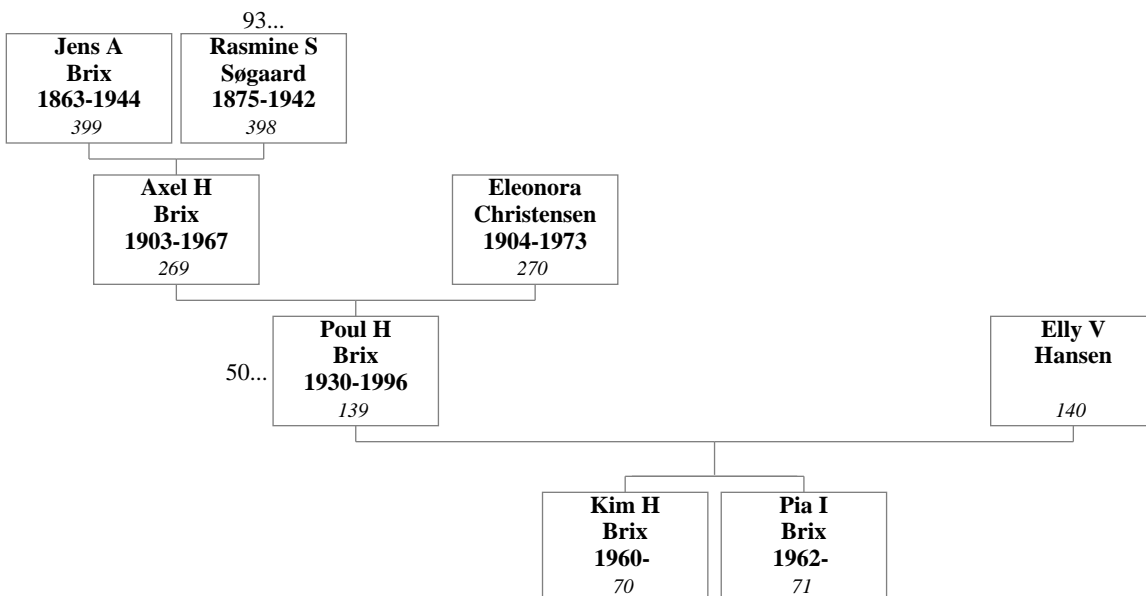 93...
Jens A
Brix
1863-1944
399
Rasmine S
Søgaard
1875-1942
398
Axel H
Brix
1903-1967
269
Eleonora
Christensen
1904-1973
270
50...
Poul H
Brix
1930-1996
139
Elly V
Hansen
140
Kim H
Brix
1960-
70
Pia I
Brix
1962-
71